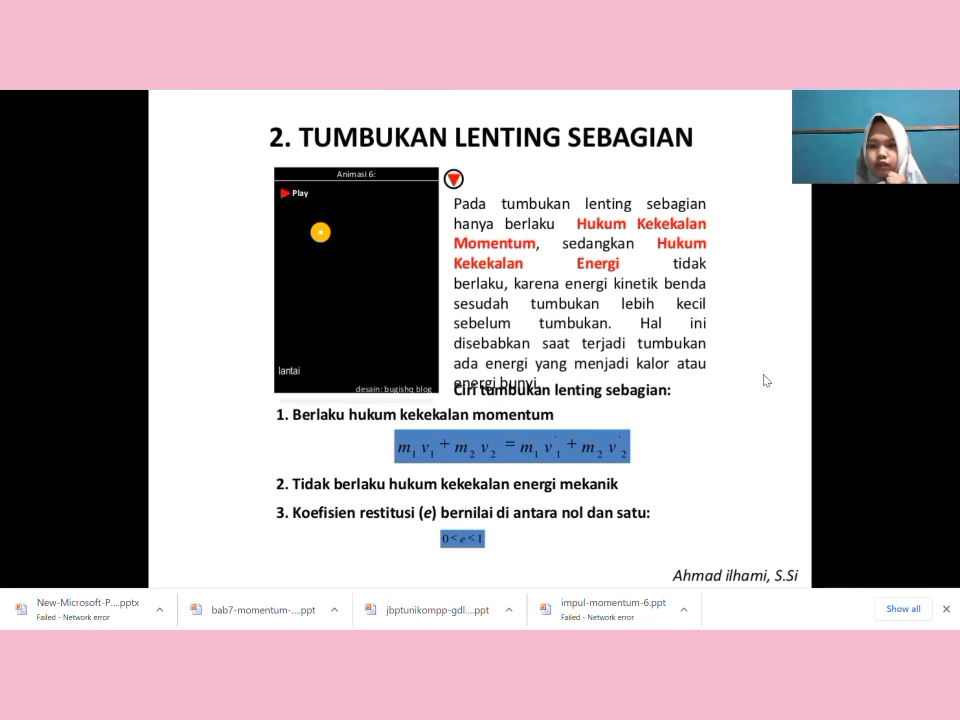 2. TUMBUKAN LENTING SEBAGIAN
Animasi 6:
Play
lantai
desain: bugishq blog
Pada tumbukan lenting sebagian
hanya berlaku Hukum Kekekalan
Momentum, sedangkan Hukum
Kekekalan Energi tidak
berlaku, karena energi kinetik benda
sesudah tumbukan lebih kecil
sebelum tumbukan. Hal ini
disebabkan saat terjadi tumbukan
ada energi yang menjadi kalor atau
energi bunyi.
Ciri tumbukan lenting sebagian:
1. Berlaku hukum kekekalan momentum
m₁ v₁ + m₂ v₂ = m₁ v'₁ + m₂ v'₂
2. Tidak berlaku hukum kekekalan energi mekanik
3. Koefisien restitusi (e) bernilai di antara nol dan satu:
0 < e < 1
Ahmad ilhami, S.Si
New-Microsoft-P....pptx
Failed - Network error
bab7-momentum-....ppt
jbptunikompp-gdl....ppt
impul-momentum-6.ppt
Failed - Network error
Show all